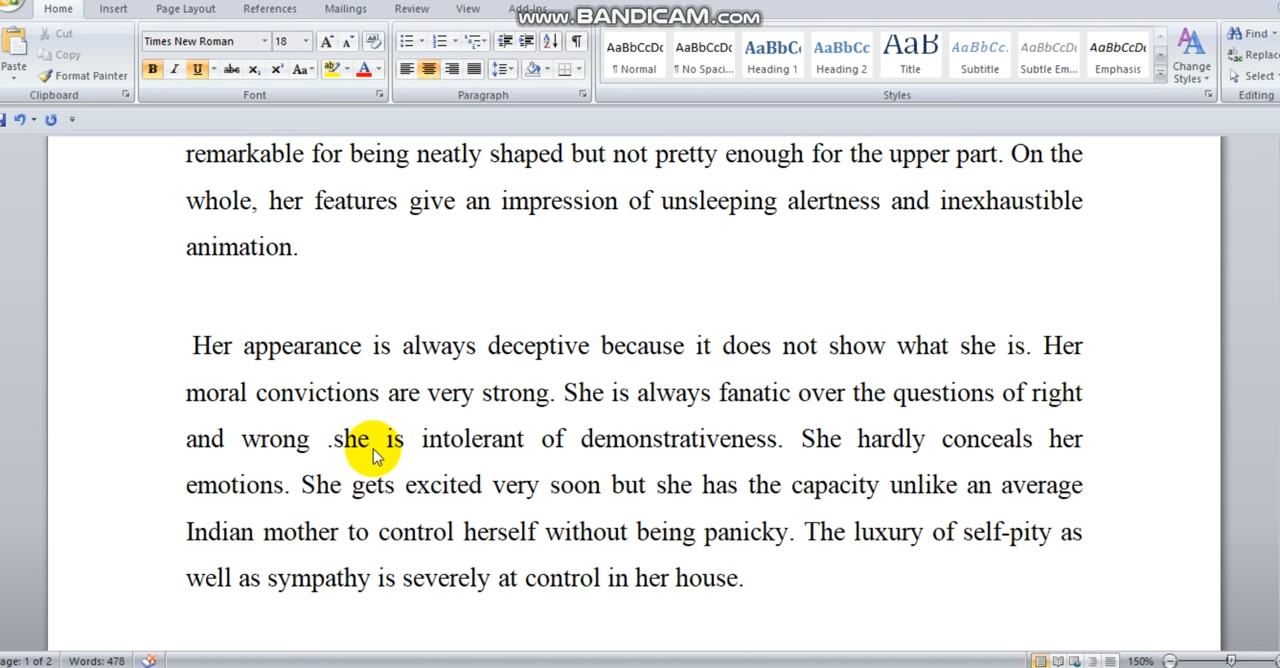 www.BANDICAM.com
Home Insert Page Layout References Mailings Review View Add-Ins
Paste
Cut
Copy
Format Painter
Clipboard
Times New Roman 18
Font
Paragraph
AaBbCcDc AaBbCcDc AaBbCc AaBbCc AaB AaBbCc. AaBbCcDc AaBbCcDc
¶ Normal ¶ No Spaci... Heading 1 Heading 2 Title Subtitle Subtle Em... Emphasis
Change
Styles
Styles
Find
Replac
Select
Editing
remarkable for being neatly shaped but not pretty enough for the upper part. On the
whole, her features give an impression of unsleeping alertness and inexhaustible
animation.
Her appearance is always deceptive because it does not show what she is. Her
moral convictions are very strong. She is always fanatic over the questions of right
and wrong .she is intolerant of demonstrativeness. She hardly conceals her
emotions. She gets excited very soon but she has the capacity unlike an average
Indian mother to control herself without being panicky. The luxury of self-pity as
well as sympathy is severely at control in her house.
age: 1 of 2 Words: 478 150%